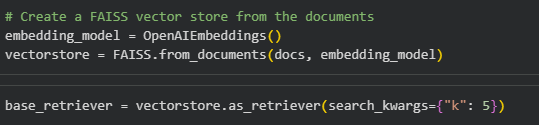 # Create a FAISS vector store from the documents
embedding_model = OpenAIEmbeddings()
vectorstore = FAISS.from_documents(docs, embedding_model)
base_retriever = vectorstore.as_retriever(search_kwargs={"k": 5})